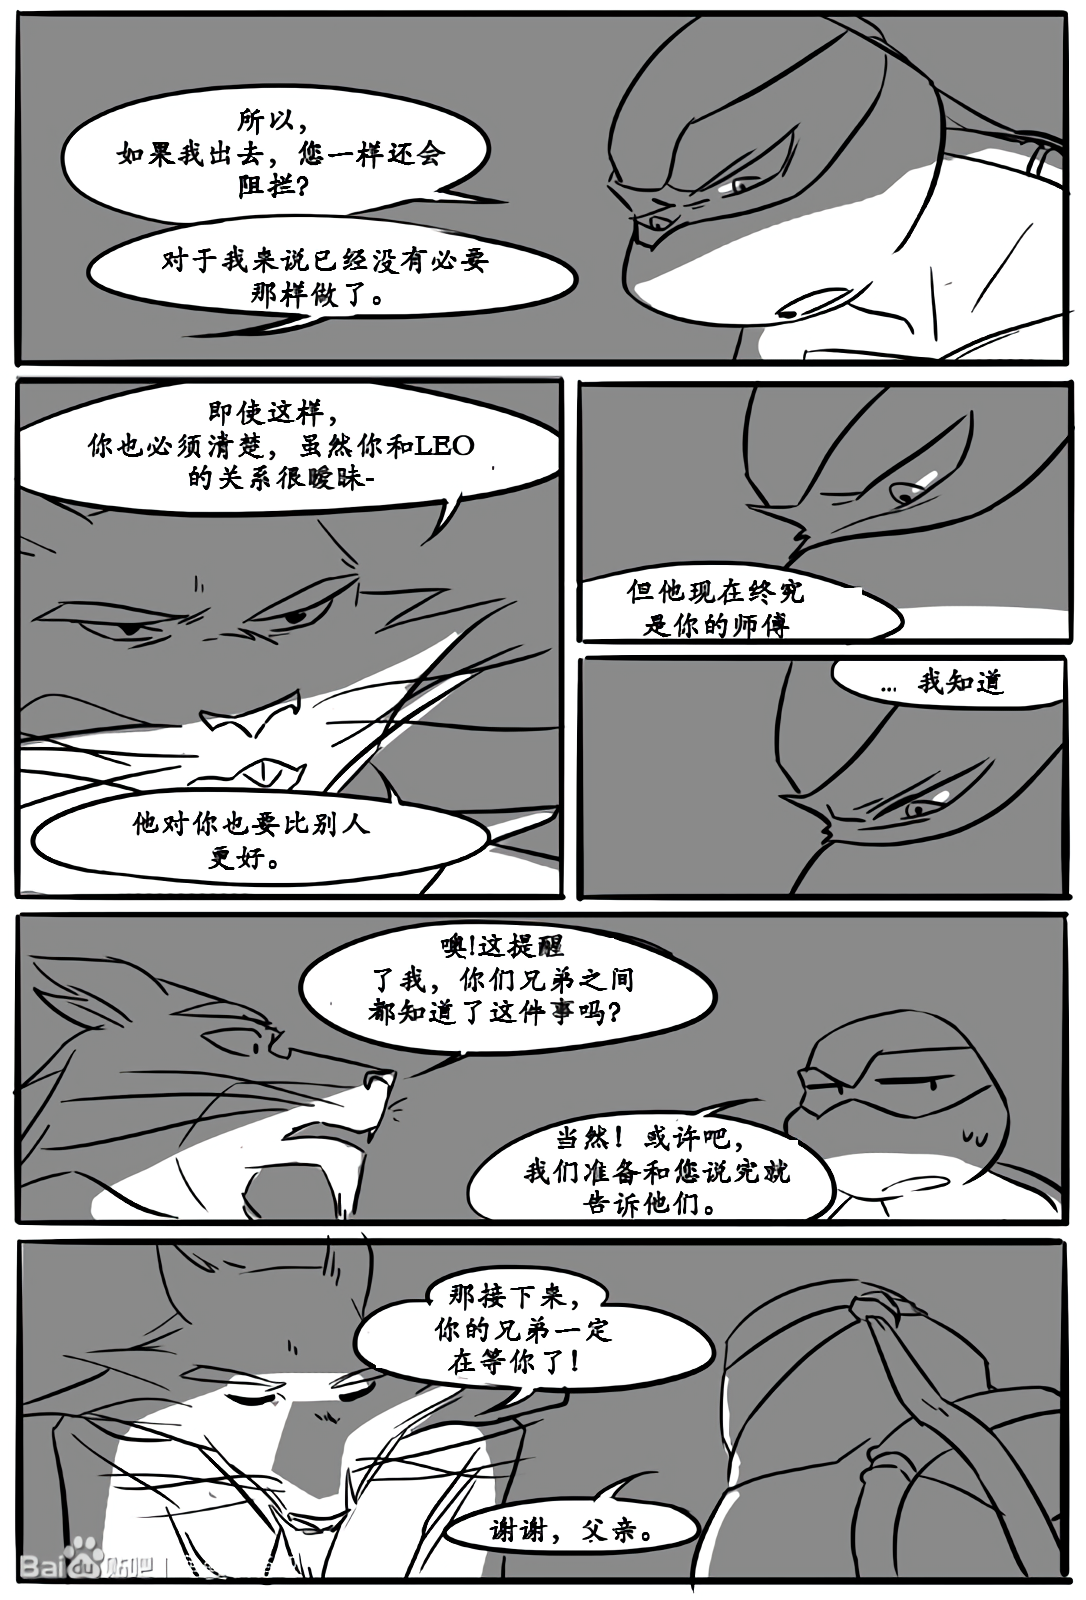 所以，
如果我出去，您一样还会
阻拦？
对于我来说已经没有必要
那样做了。
即使这样，
你也必须清楚，虽然你和LEO
的关系很暧昧-
但他现在终究
是你的师傅
... 我知道
他对你也要比别人
更好。
噢!这提醒
了我，你们兄弟之间
都知道了这件事吗？
当然！或许吧，
我们准备和您说完就
告诉他们。
那接下来，
你的兄弟一定
在等你了！
谢谢，父亲。
Baidu贴吧